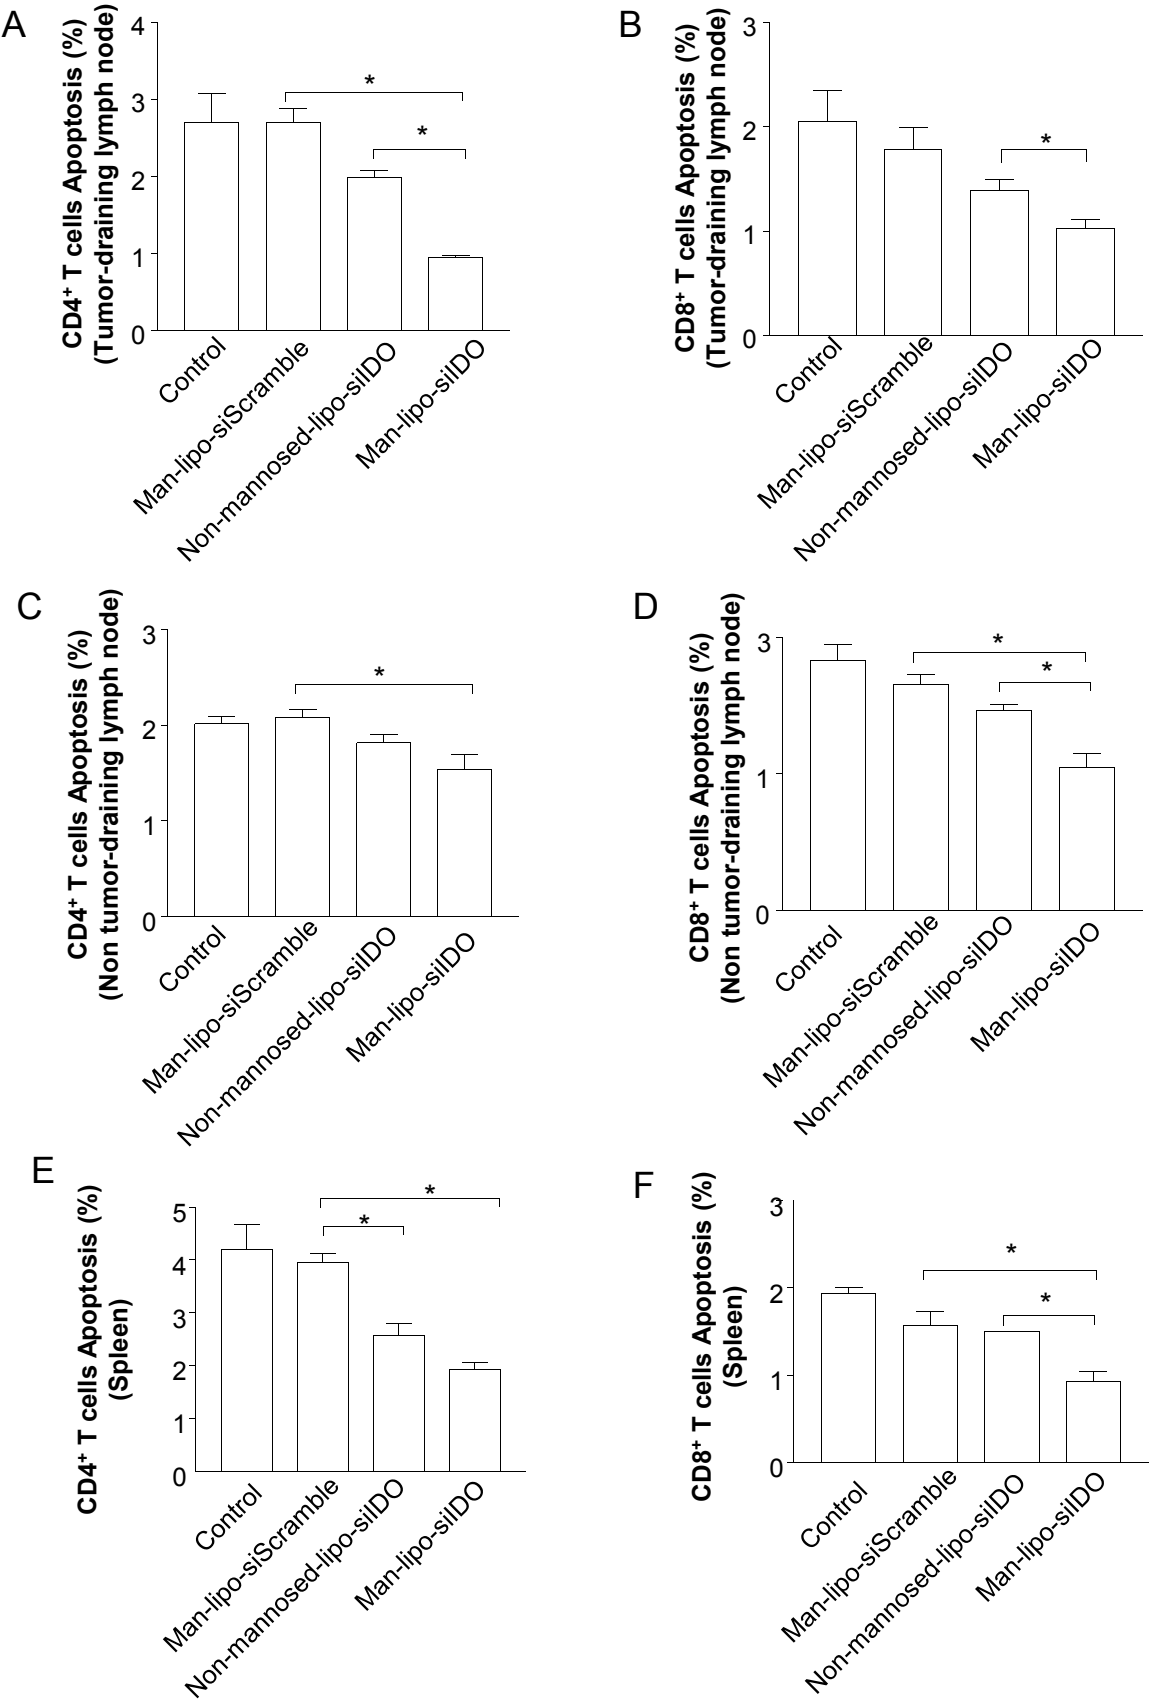 A
CD4+ T cells Apoptosis (%)
(Tumor-draining lymph node)
4
3
2
1
0
*
*
Control
Man-lipo-siScramble
Non-mannosed-lipo-siIDO
Man-lipo-siIDO
B
CD8+ T cells Apoptosis (%)
(Tumor-draining lymph node)
3
2
1
0
*
Control
Man-lipo-siScramble
Non-mannosed-lipo-siIDO
Man-lipo-siIDO
C
CD4+ T cells Apoptosis (%)
(Non tumor-draining lymph node)
3
2
1
0
*
Control
Man-lipo-siScramble
Non-mannosed-lipo-siIDO
Man-lipo-siIDO
D
CD8+ T cells Apoptosis (%)
(Non tumor-draining lymph node)
3
1
0
*
*
Control
Man-lipo-siScramble
Non-mannosed-lipo-siIDO
Man-lipo-siIDO
E
CD4+ T cells Apoptosis (%)
(Spleen)
5
4
3
2
1
0
*
*
Control
Man-lipo-siScramble
Non-mannosed-lipo-siIDO
Man-lipo-siIDO
F
CD8+ T cells Apoptosis (%)
(Spleen)
3
2
1
0
*
*
Control
Man-lipo-siScramble
Non-mannosed-lipo-siIDO
Man-lipo-siIDO